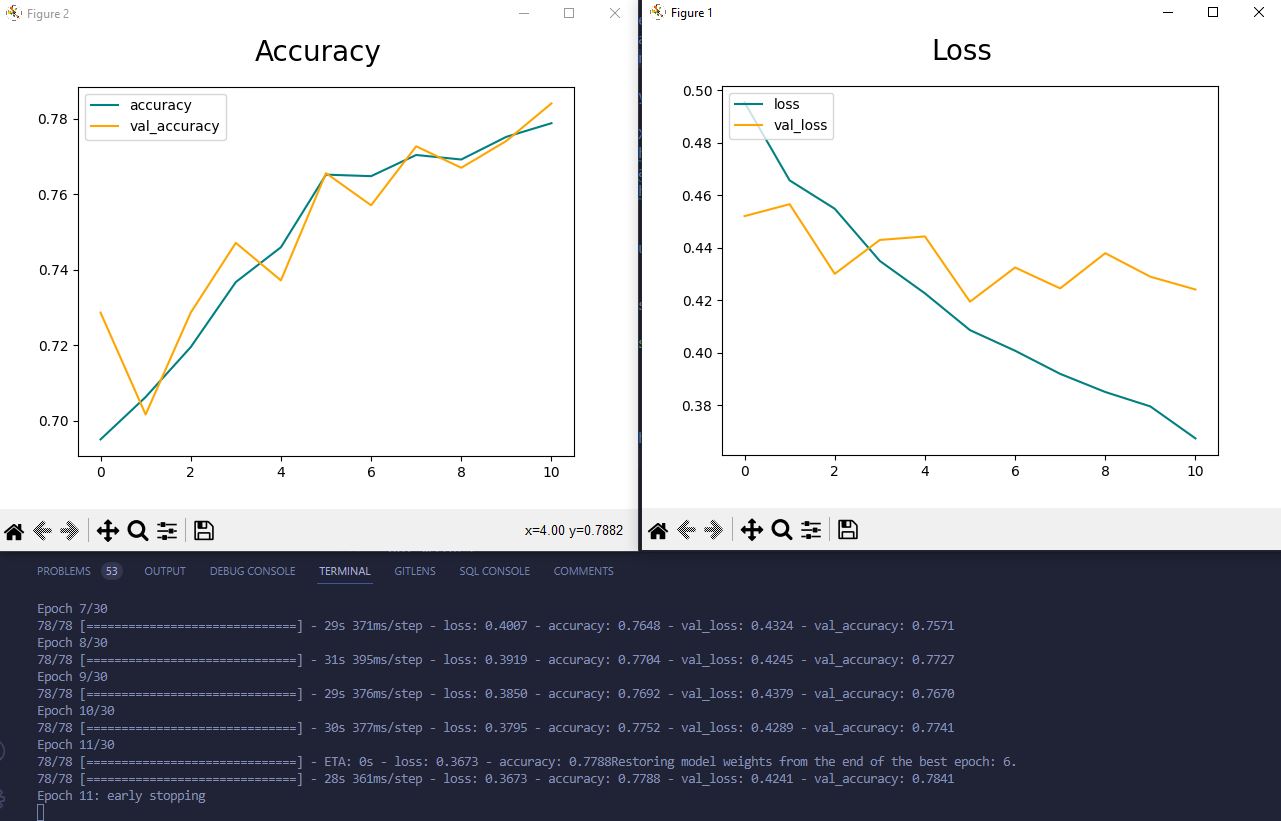 Figure 2
Accuracy
accuracy
val_accuracy
0.78
0.76
0.74
0.72
0.70
0 2 4 6 8 10
x=4.00 y=0.7882
Figure 1
Loss
loss
val_loss
0.50
0.48
0.46
0.44
0.42
0.40
0.38
0 2 4 6 8 10
PROBLEMS 53 OUTPUT DEBUG CONSOLE TERMINAL GITLENS SQL CONSOLE COMMENTS
Epoch 7/30
78/78 [==============================] - 29s 371ms/step - loss: 0.4007 - accuracy: 0.7648 - val_loss: 0.4324 - val_accuracy: 0.7571
Epoch 8/30
78/78 [==============================] - 31s 395ms/step - loss: 0.3919 - accuracy: 0.7704 - val_loss: 0.4245 - val_accuracy: 0.7727
Epoch 9/30
78/78 [==============================] - 29s 376ms/step - loss: 0.3850 - accuracy: 0.7692 - val_loss: 0.4379 - val_accuracy: 0.7670
Epoch 10/30
78/78 [==============================] - 30s 377ms/step - loss: 0.3795 - accuracy: 0.7752 - val_loss: 0.4289 - val_accuracy: 0.7741
Epoch 11/30
78/78 [==============================] - ETA: 0s - loss: 0.3673 - accuracy: 0.7788Restoring model weights from the end of the best epoch: 6.
78/78 [==============================] - 28s 361ms/step - loss: 0.3673 - accuracy: 0.7788 - val_loss: 0.4241 - val_accuracy: 0.7841
Epoch 11: early stopping